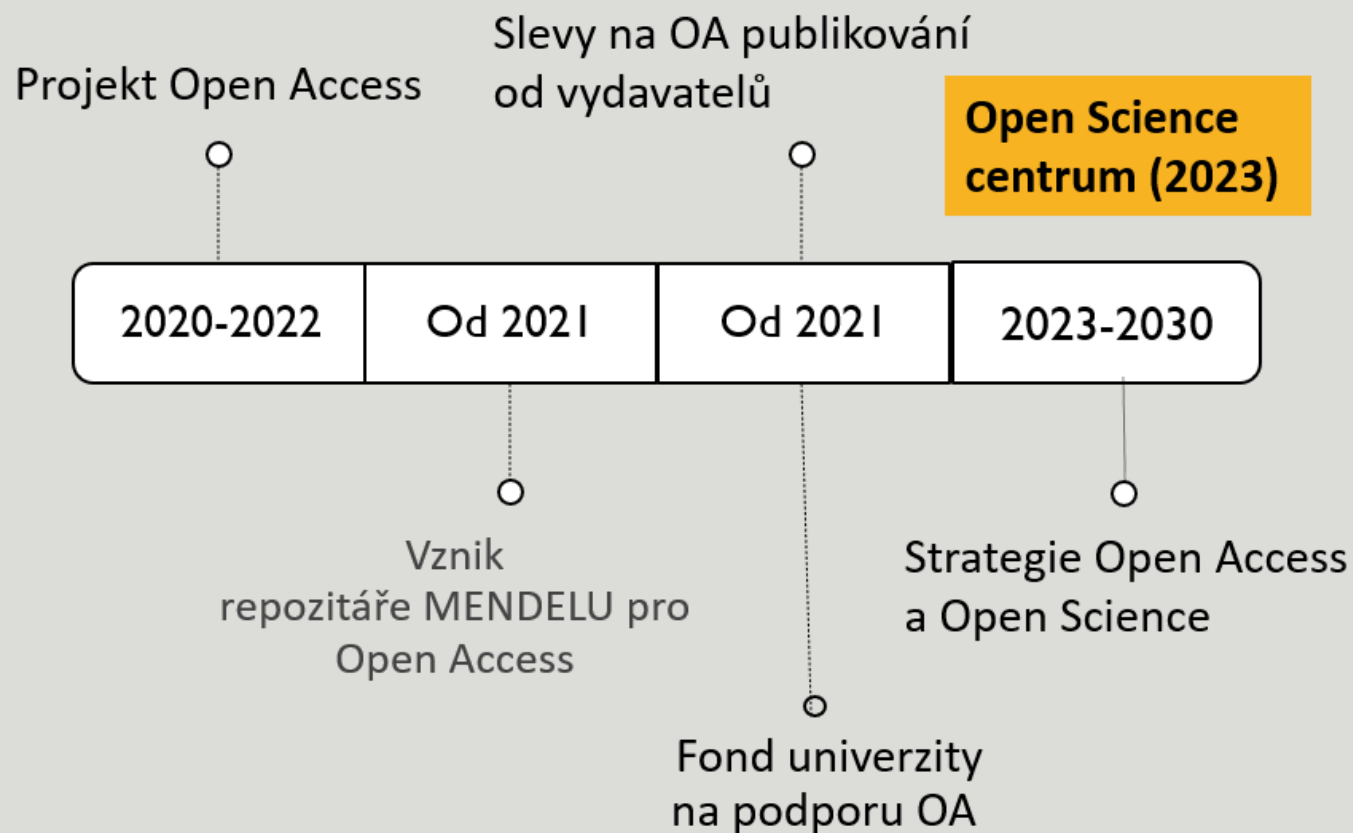 Projekt Open Access
Slevy na OA publikování
od vydavatelů
Open Science
centrum (2023)
2020-2022
Od 2021
Od 2021
2023-2030
Vznik
repozitáře MENDELU pro
Open Access
Strategie Open Access
a Open Science
Fond univerzity
na podporu OA